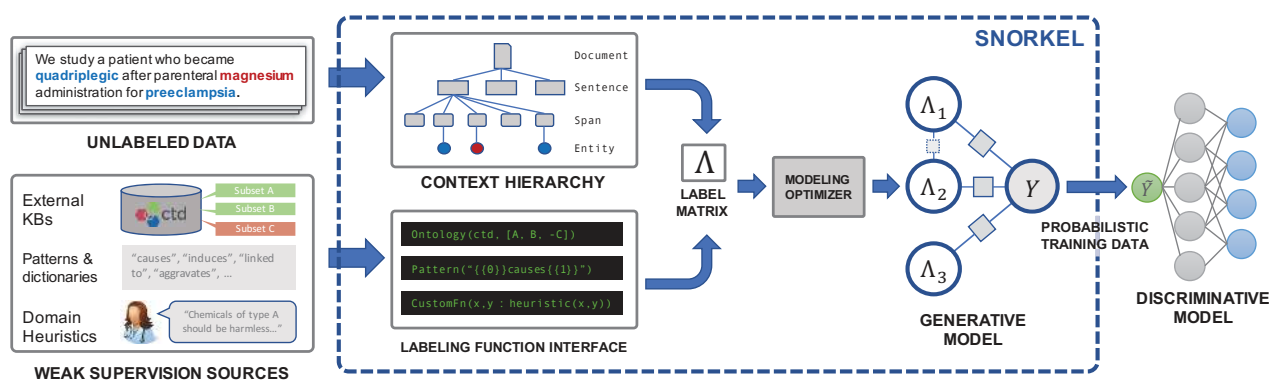 We study a patient who became
quadriplegic after parenteral magnesium
administration for preeclampsia.
UNLABELED DATA
External
KBs
ctd
Subset A
Subset B
Subset C
Patterns &
dictionaries
“causes”, “induces”, “linked
to”, “aggravates”, …
Domain
Heuristics
“Chemicals of type A
should be harmless…”
WEAK SUPERVISION SOURCES
SNORKEL
Document
Sentence
Span
Entity
CONTEXT HIERARCHY
Ontology(ctd, [A, B, -C])
Pattern(“{{0}}causes{{1}}”)
CustomFn(x,y : heuristic(x,y))
LABELING FUNCTION INTERFACE
Λ
LABEL
MATRIX
MODELING
OPTIMIZER
Λ1
Λ2
Λ3
Y
GENERATIVE
MODEL
PROBABILISTIC
TRAINING DATA
Ỹ
DISCRIMINATIVE
MODEL